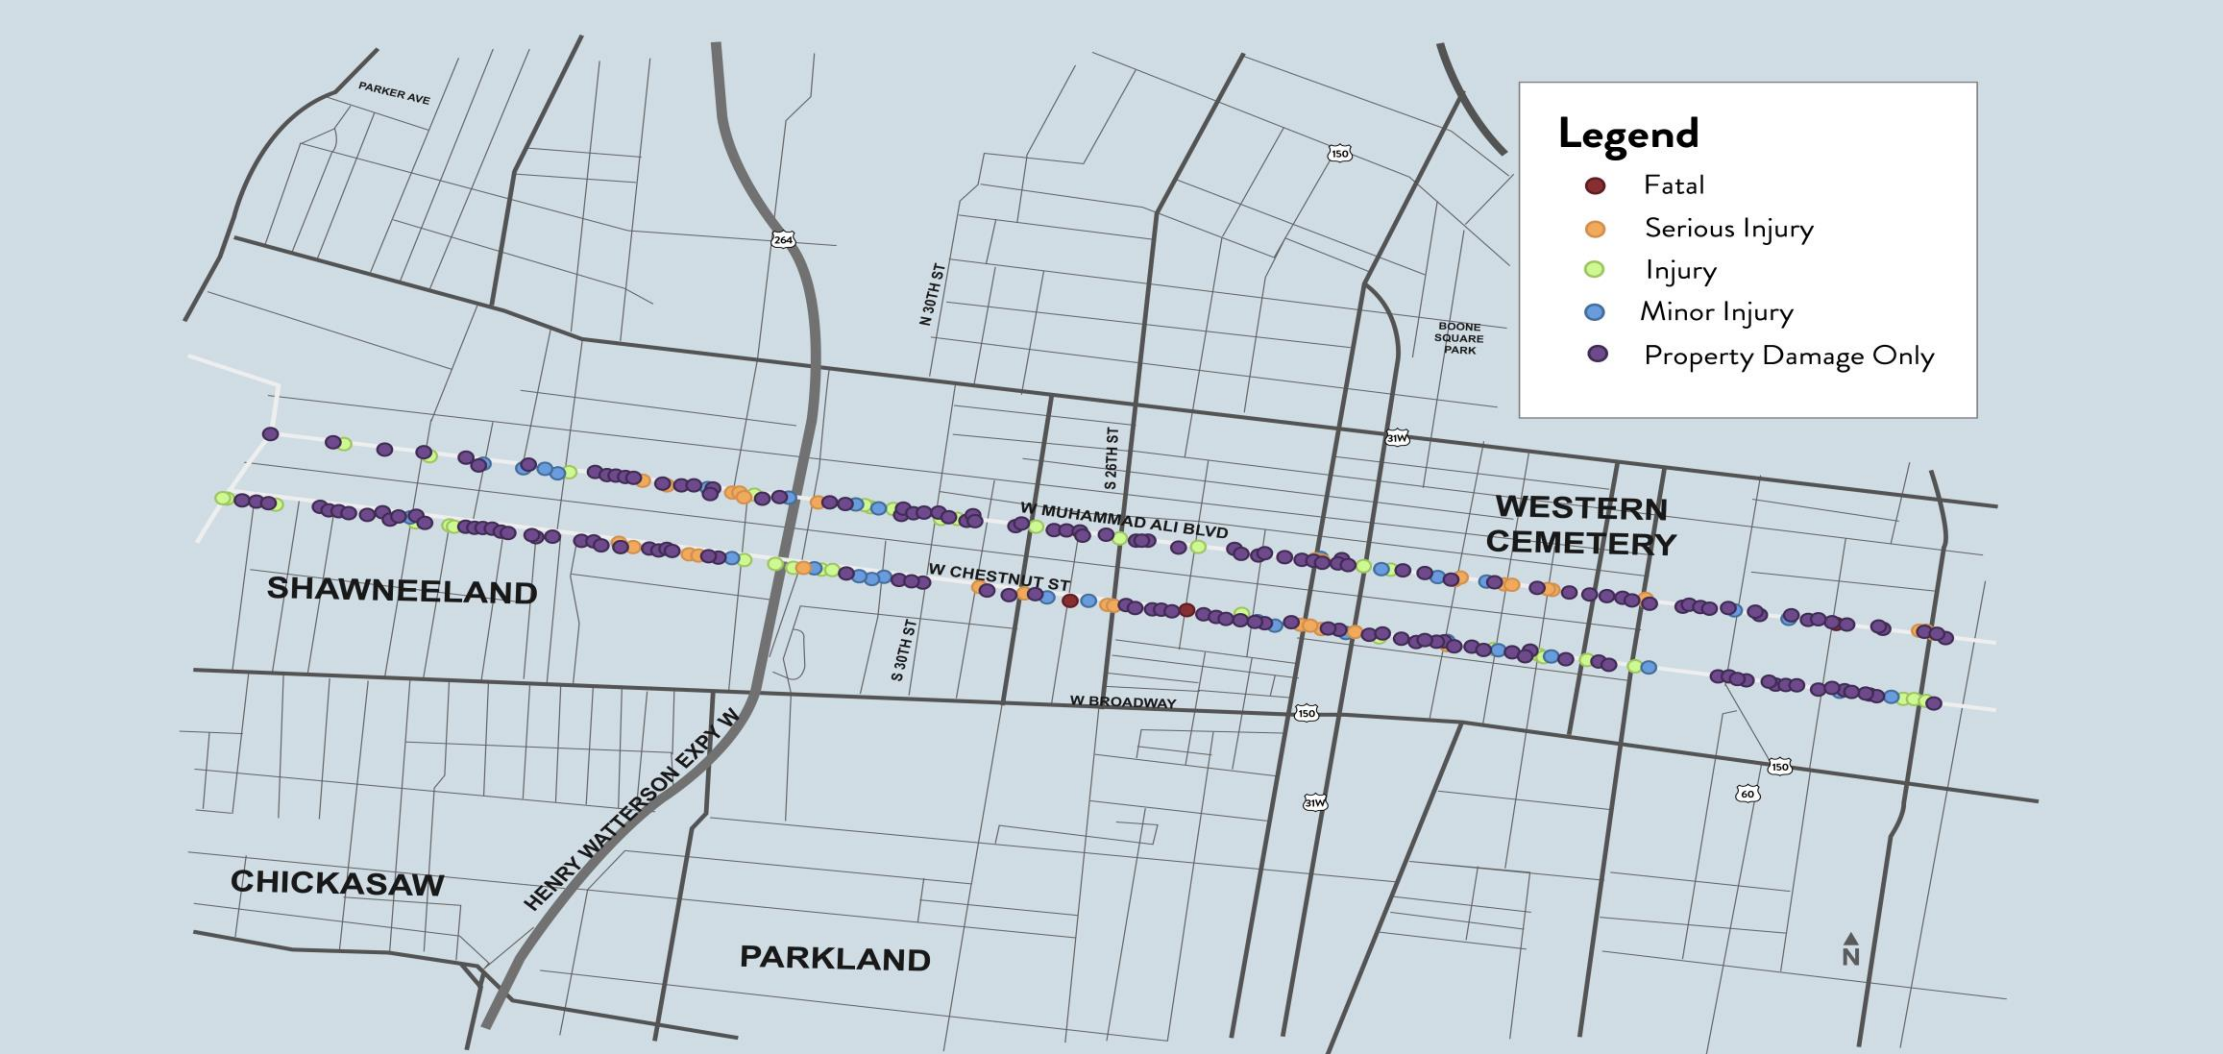 PARKER AVE
150
Legend
Fatal
Serious Injury
Injury
Minor Injury
Property Damage Only
264
N 30TH ST
BOONE
SQUARE
PARK
31W
S 26TH ST
W MUHAMMAD ALI BLVD
WESTERN
CEMETERY
W CHESTNUT ST
SHAWNEELAND
S 30TH ST
W BROADWAY
150
HENRY WATTERSON EXPY W
150
60
31W
CHICKASAW
PARKLAND
N